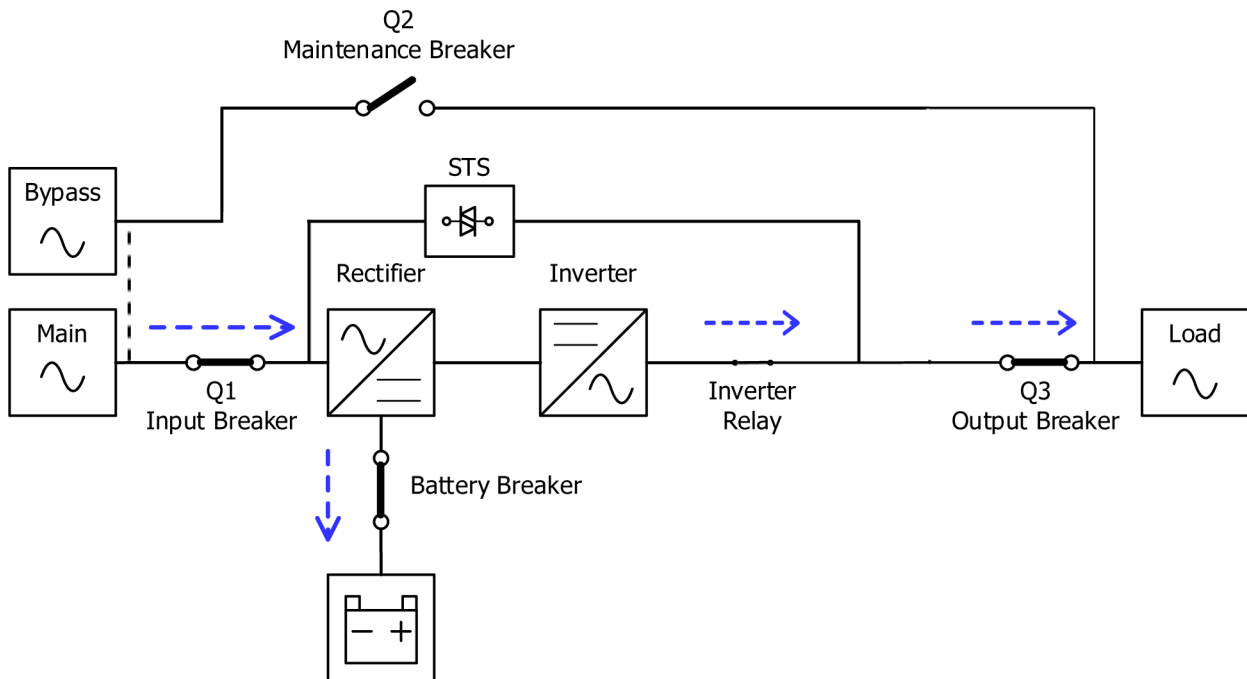 Q2
Maintenance Breaker
STS
Bypass
Rectifier
Inverter
Main
Load
Q1
Input Breaker
Inverter
Relay
Q3
Output Breaker
Battery Breaker